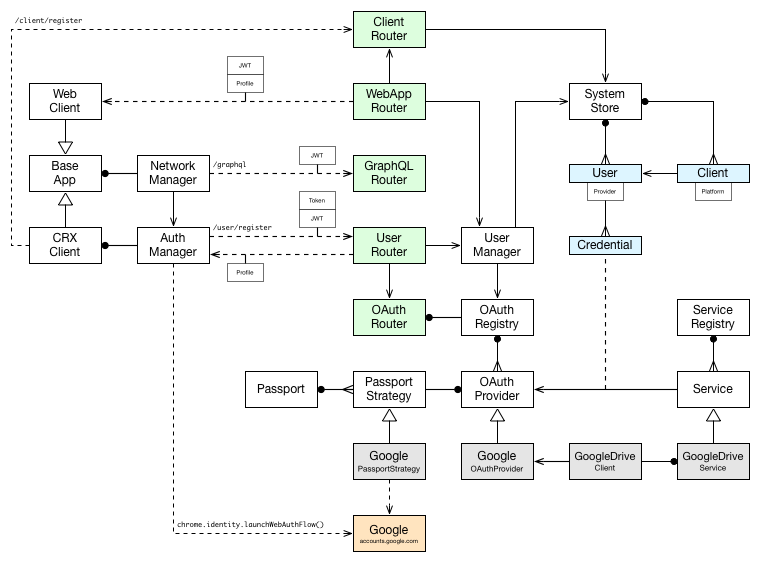 /client/register
Client
Router
JWT
Profile
Web
Client
WebApp
Router
System
Store
Base
App
Network
Manager
/graphql
JWT
GraphQL
Router
User
Provider
Client
Platform
Token
JWT
CRX
Client
Auth
Manager
/user/register
Profile
User
Router
User
Manager
Credential
OAuth
Router
OAuth
Registry
Service
Registry
Passport
Passport
Strategy
OAuth
Provider
Service
Google
PassportStrategy
Google
OAuthProvider
GoogleDrive
Client
GoogleDrive
Service
chrome.identity.launchWebAuthFlow()
Google
accounts.google.com